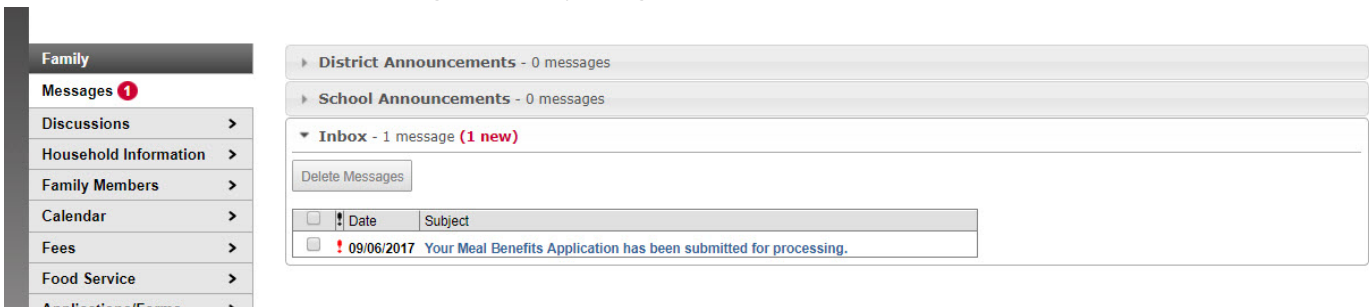 Family
Messages 1
Discussions >
Household Information >
Family Members >
Calendar >
Fees >
Food Service >
District Announcements - 0 messages
School Announcements - 0 messages
Inbox - 1 message (1 new)
Delete Messages
! Date Subject
! 09/06/2017 Your Meal Benefits Application has been submitted for processing.